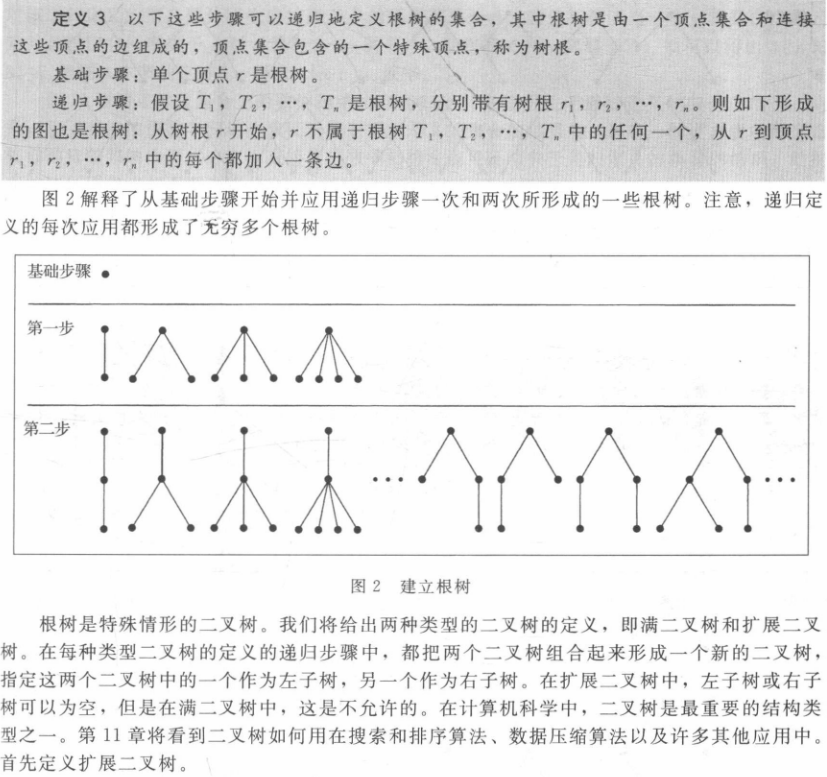 定义 3 以下这些步骤可以递归地定义根树的集合，其中根树是由一个顶点集合和连接
这些顶点的边组成的，顶点集合包含的一个特殊顶点，称为树根。
基础步骤：单个顶点 r 是根树。
递归步骤：假设 T₁，T₂，…，Tₙ 是根树，分别带有树根 r₁，r₂，…，rₙ。则如下形成
的图也是根树：从树根 r 开始，r 不属于根树 T₁，T₂，…，Tₙ 中的任何一个，从 r 到顶点
r₁，r₂，…，rₙ 中的每个都加入一条边。
图 2 解释了从基础步骤开始并应用递归步骤一次和两次所形成的一些根树。注意，递归定
义的每次应用都形成了无穷多个根树。
基础步骤
第一步
第二步
图 2 建立根树
根树是特殊情形的二叉树。我们将给出两种类型的二叉树的定义，即满二叉树和扩展二叉
树。在每种类型二叉树的定义的递归步骤中，都把两个二叉树组合起来形成一个新的二叉树，
指定这两个二叉树中的一个作为左子树，另一个作为右子树。在扩展二叉树中，左子树或右子
树可以为空，但是在满二叉树中，这是不允许的。在计算机科学中，二叉树是最重要的结构类
型之一。第 11 章将看到二叉树如何用在搜索和排序算法、数据压缩算法以及许多其他应用中。
首先定义扩展二叉树。